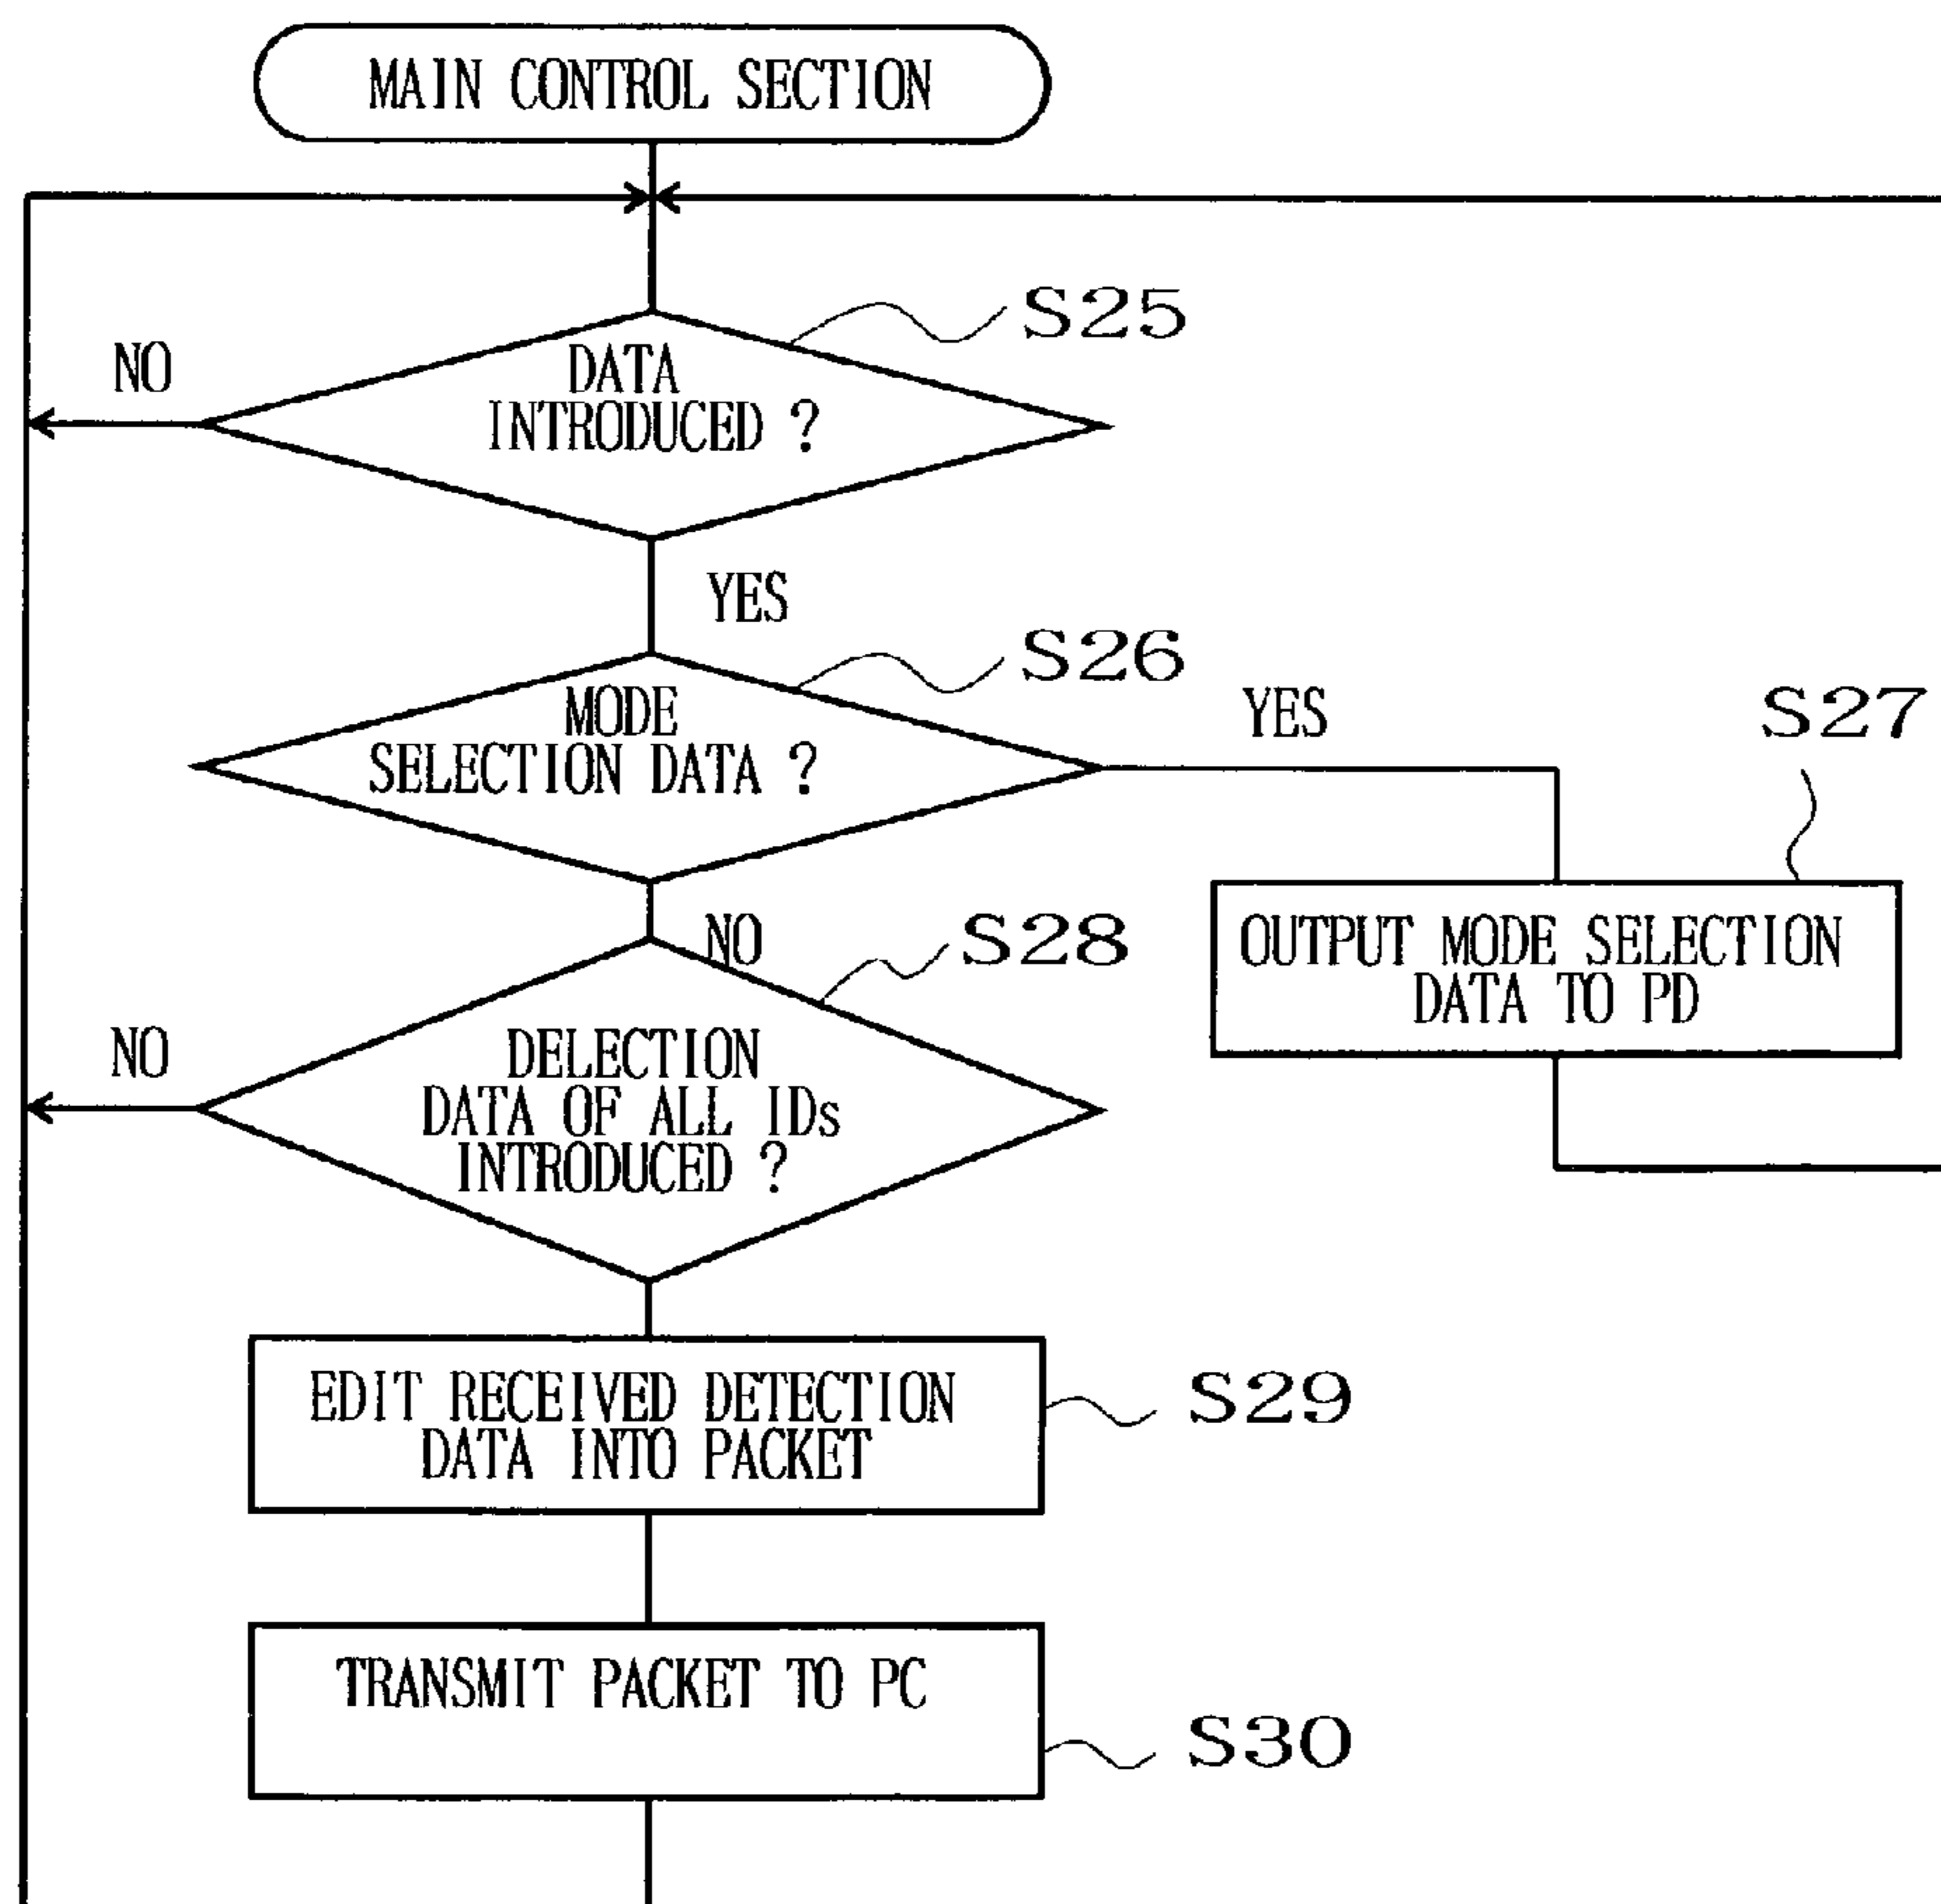 MAIN CONTROL SECTION
S25
NO
DATA
INTRODUCED ?
YES
S26
MODE
SELECTION DATA ?
YES
S27
NO
S28
OUTPUT MODE SELECTION
DATA TO PD
NO
DELECTION
DATA OF ALL IDs
INTRODUCED ?
EDIT RECEIVED DETECTION
DATA INTO PACKET
S29
TRANSMIT PACKET TO PC
S30